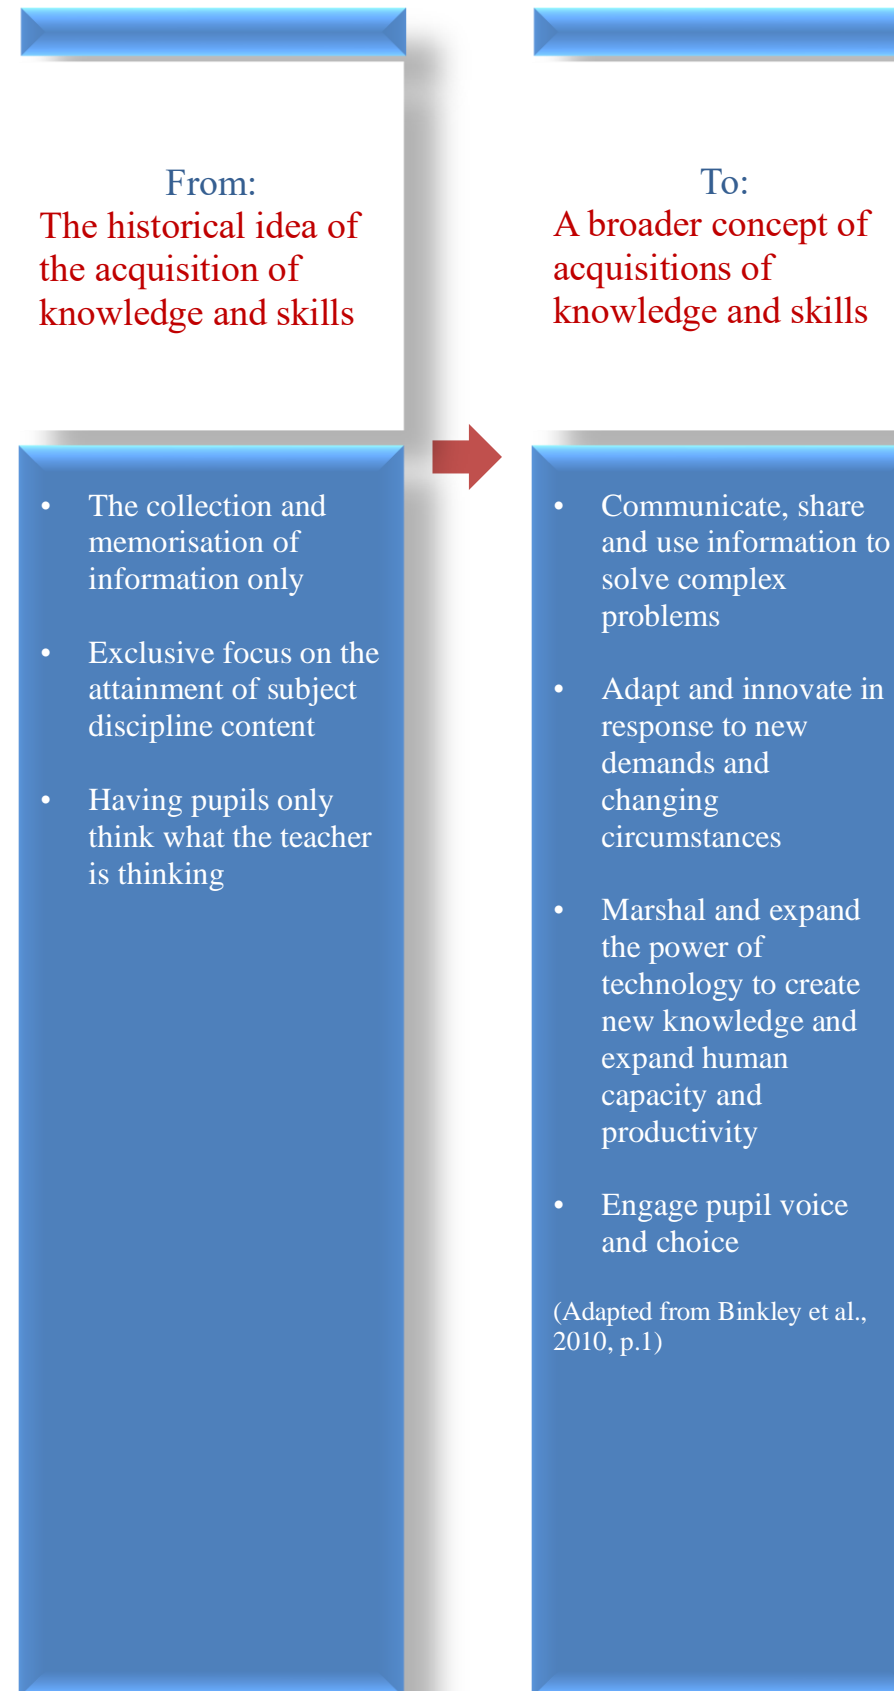 From:
The historical idea of
the acquisition of
knowledge and skills
• The collection and
memorisation of
information only
• Exclusive focus on the
attainment of subject
discipline content
• Having pupils only
think what the teacher
is thinking
To:
A broader concept of
acquisitions of
knowledge and skills
• Communicate, share
and use information to
solve complex
problems
• Adapt and innovate in
response to new
demands and
changing
circumstances
• Marshal and expand
the power of
technology to create
new knowledge and
expand human
capacity and
productivity
• Engage pupil voice
and choice
(Adapted from Binkley et al.,
2010, p.1)